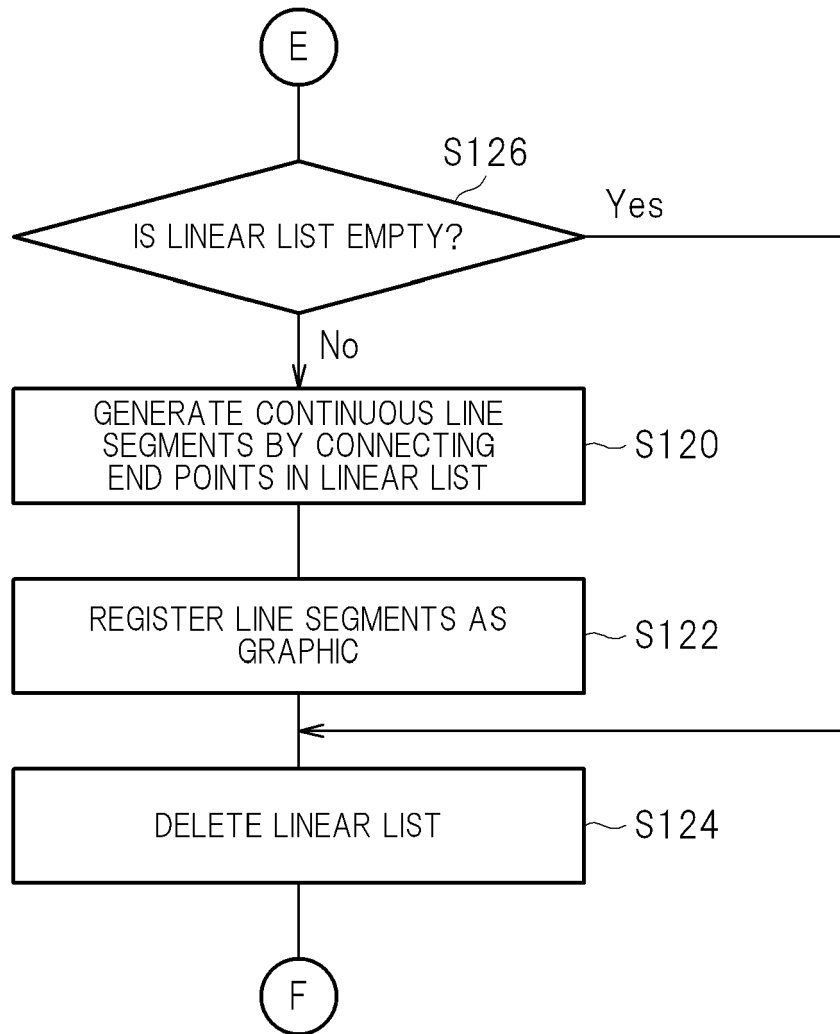 E
S126
IS LINEAR LIST EMPTY?
Yes
No
GENERATE CONTINUOUS LINE
SEGMENTS BY CONNECTING
END POINTS IN LINEAR LIST
S120
REGISTER LINE SEGMENTS AS
GRAPHIC
S122
DELETE LINEAR LIST
S124
F